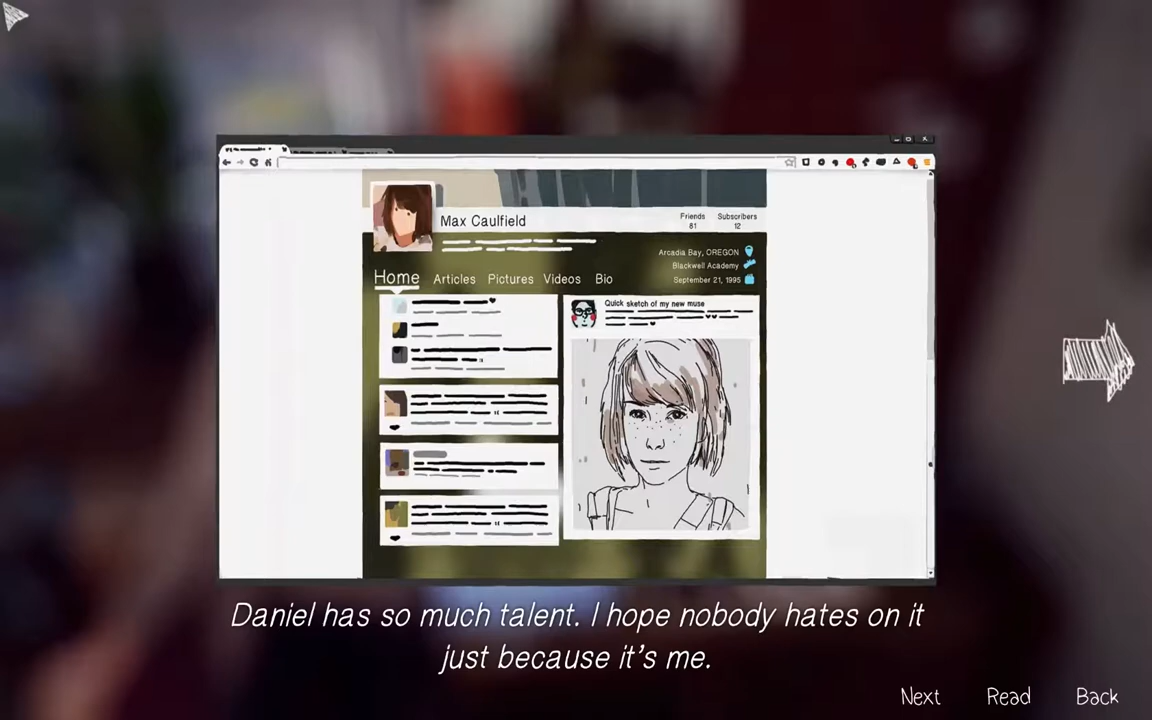 Max Caulfield
Friends
81
Subscribers
12
Arcadia Bay, OREGON
Blackwell Academy
September 21, 1995
Home Articles Pictures Videos Bio
Quick sketch of my new muse
Daniel has so much talent. I hope nobody hates on it
just because it's me.
Next Read Back